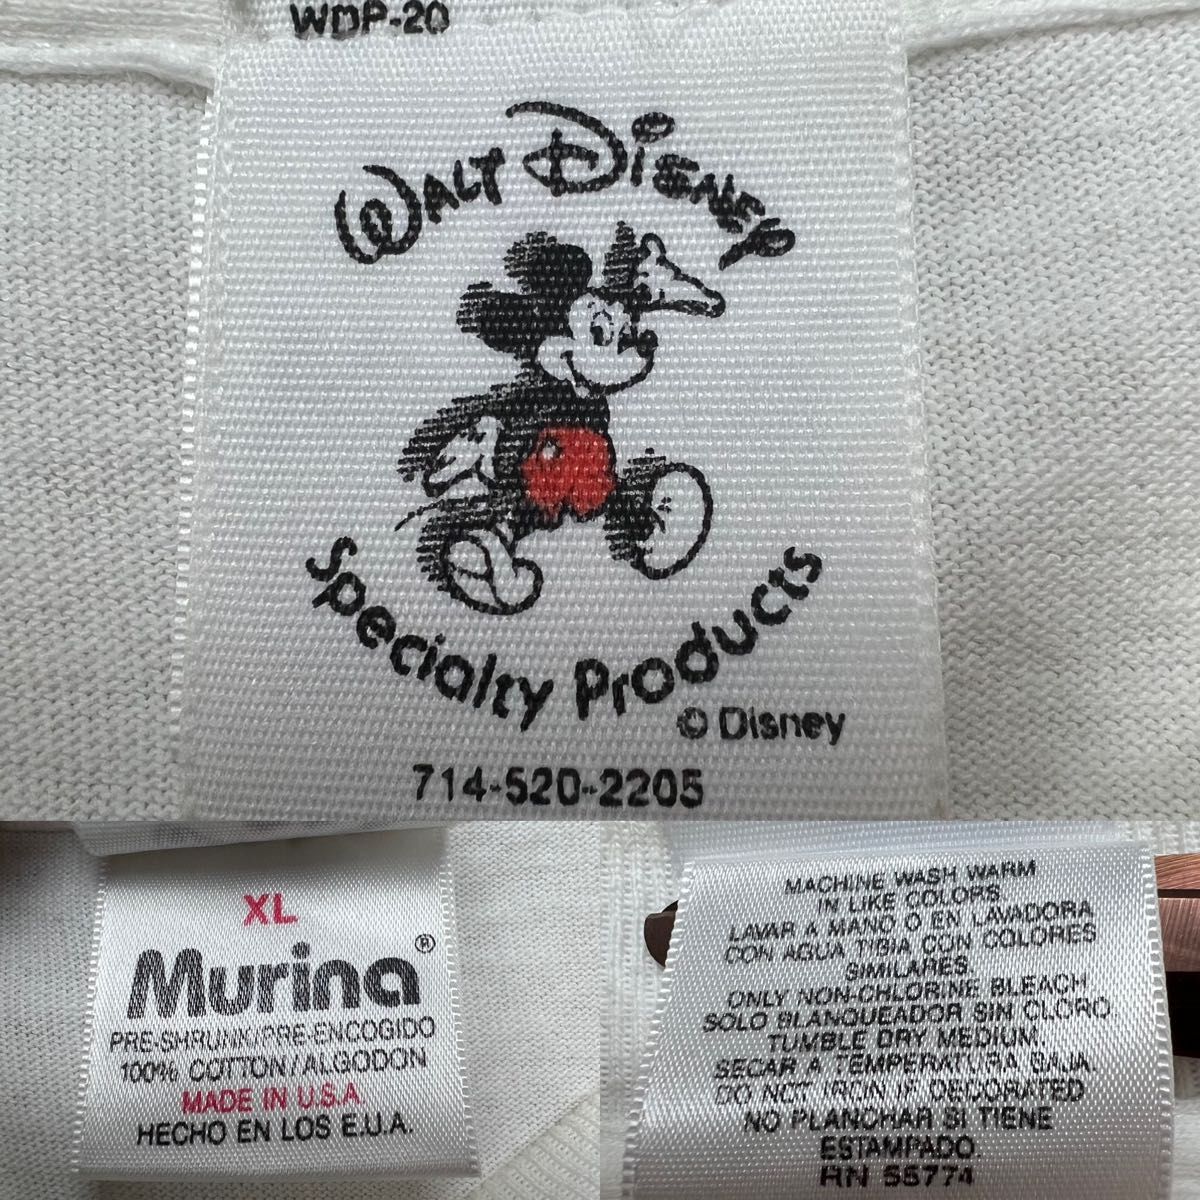 WDP-20
WALT DISNEY
Specialty Products
© Disney
714-520-2205
XL
Murina®
PRE-SHRUNK/PRE-ENCOGIDO
100% COTTON/ALGODON
MADE IN U.S.A.
HECHO EN LOS E.U.A.
MACHINE WASH WARM
IN LIKE COLORS
LAVAR A MANO O EN LAVADORA
CON AGUA TIBIA CON COLORES
SIMILARES.
ONLY NON-CHLORINE BLEACH
SOLO BLANQUEADOR SIN CLORO
TUMBLE DRY MEDIUM.
SECAR A TEMPERATURA BAJA.
DO NOT IRON IF DECORATED
NO PLANCHAR SI TIENE
ESTAMPADO.
RN 55774